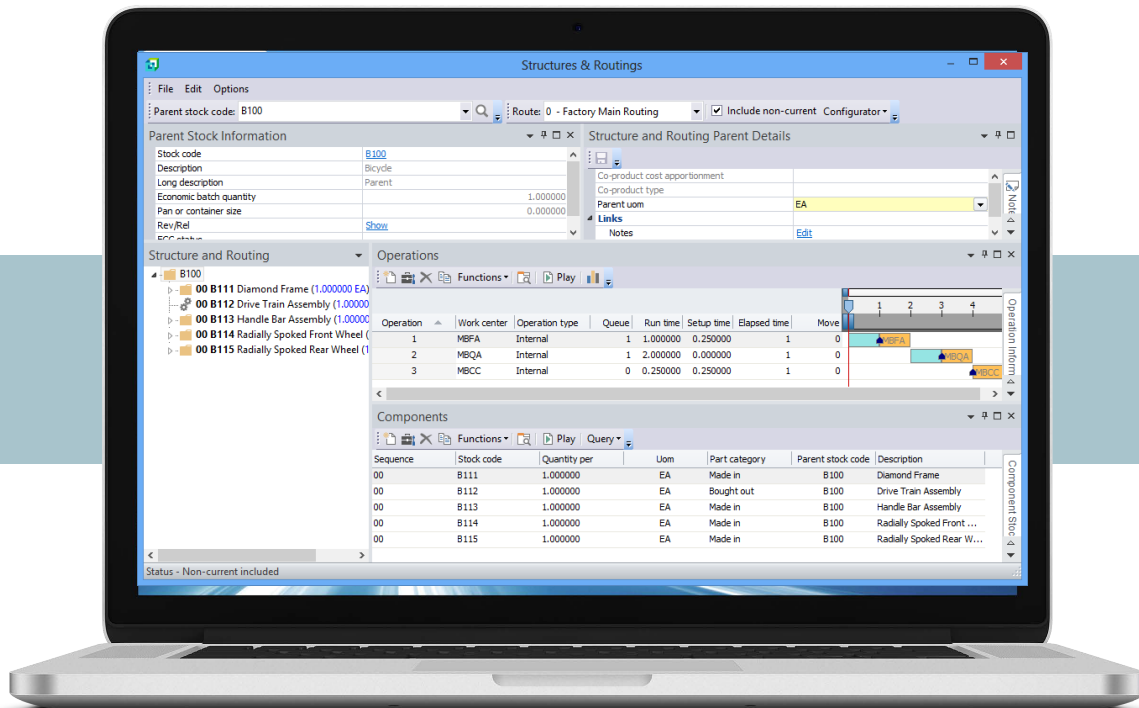 Structures & Routings
File Edit Options
Parent stock code: B100 Route: 0 - Factory Main Routing Include non-current Configurator
Parent Stock Information
Stock code B100
Description Bicycle
Long description Parent
Economic batch quantity 1.000000
Pan or container size 0.000000
Rev/Rel Show
ECC status
Structure and Routing Parent Details
Co-product cost apportionment
Co-product type
Parent uom EA
Links
Notes Edit
Note
Structure and Routing
B100
00 B111 Diamond Frame (1.000000 EA)
00 B112 Drive Train Assembly (1.00000
00 B113 Handle Bar Assembly (1.00000
00 B114 Radially Spoked Front Wheel (
00 B115 Radially Spoked Rear Wheel (1
Operations
Functions Play
1 2 3 4
Operation Work center Operation type Queue Run time Setup time Elapsed time Move
1 MBFA Internal 1 1.000000 0.250000 1 0 MBFA
2 MBQA Internal 1 2.000000 0.000000 1 0 MBQA
3 MBCC Internal 0 0.250000 0.250000 1 0 MBCC
Operation Inform
Components
Functions Play Query
Sequence Stock code Quantity per Uom Part category Parent stock code Description
00 B111 1.000000 EA Made in B100 Diamond Frame
00 B112 1.000000 EA Bought out B100 Drive Train Assembly
00 B113 1.000000 EA Made in B100 Handle Bar Assembly
00 B114 1.000000 EA Made in B100 Radially Spoked Front ...
00 B115 1.000000 EA Made in B100 Radially Spoked Rear W...
Component Stoc
Status - Non-current included